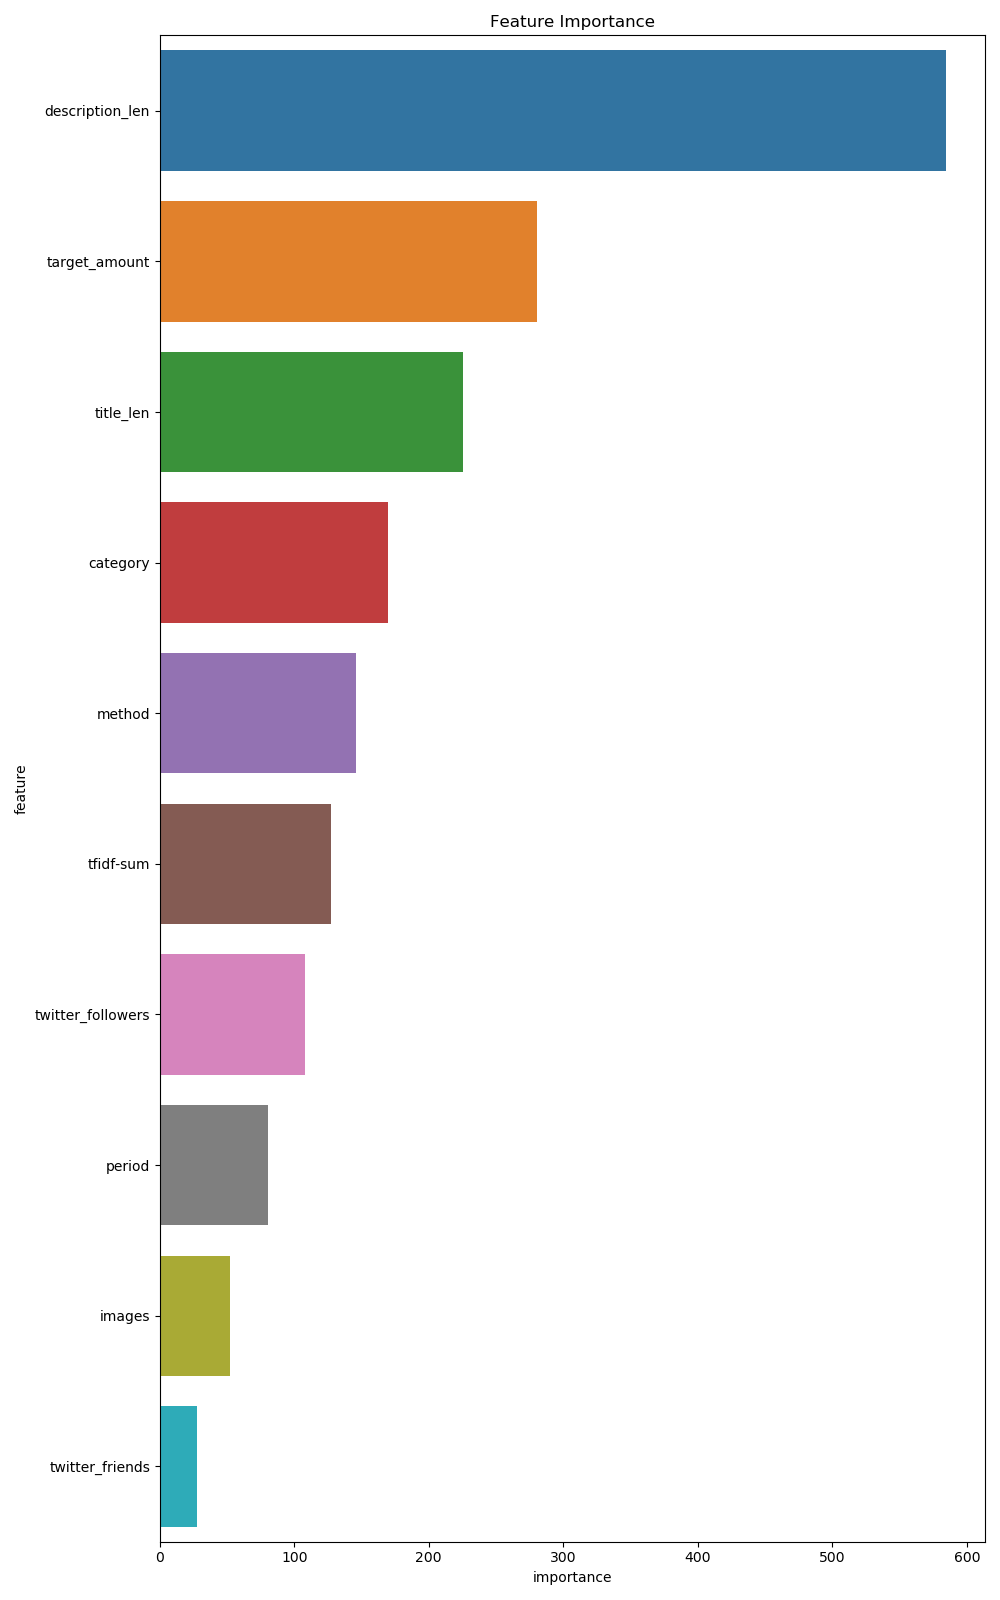 Feature Importance
description_len
target_amount
title_len
category
method
tfidf-sum
twitter_followers
period
images
twitter_friends
feature
0 100 200 300 400 500 600
importance